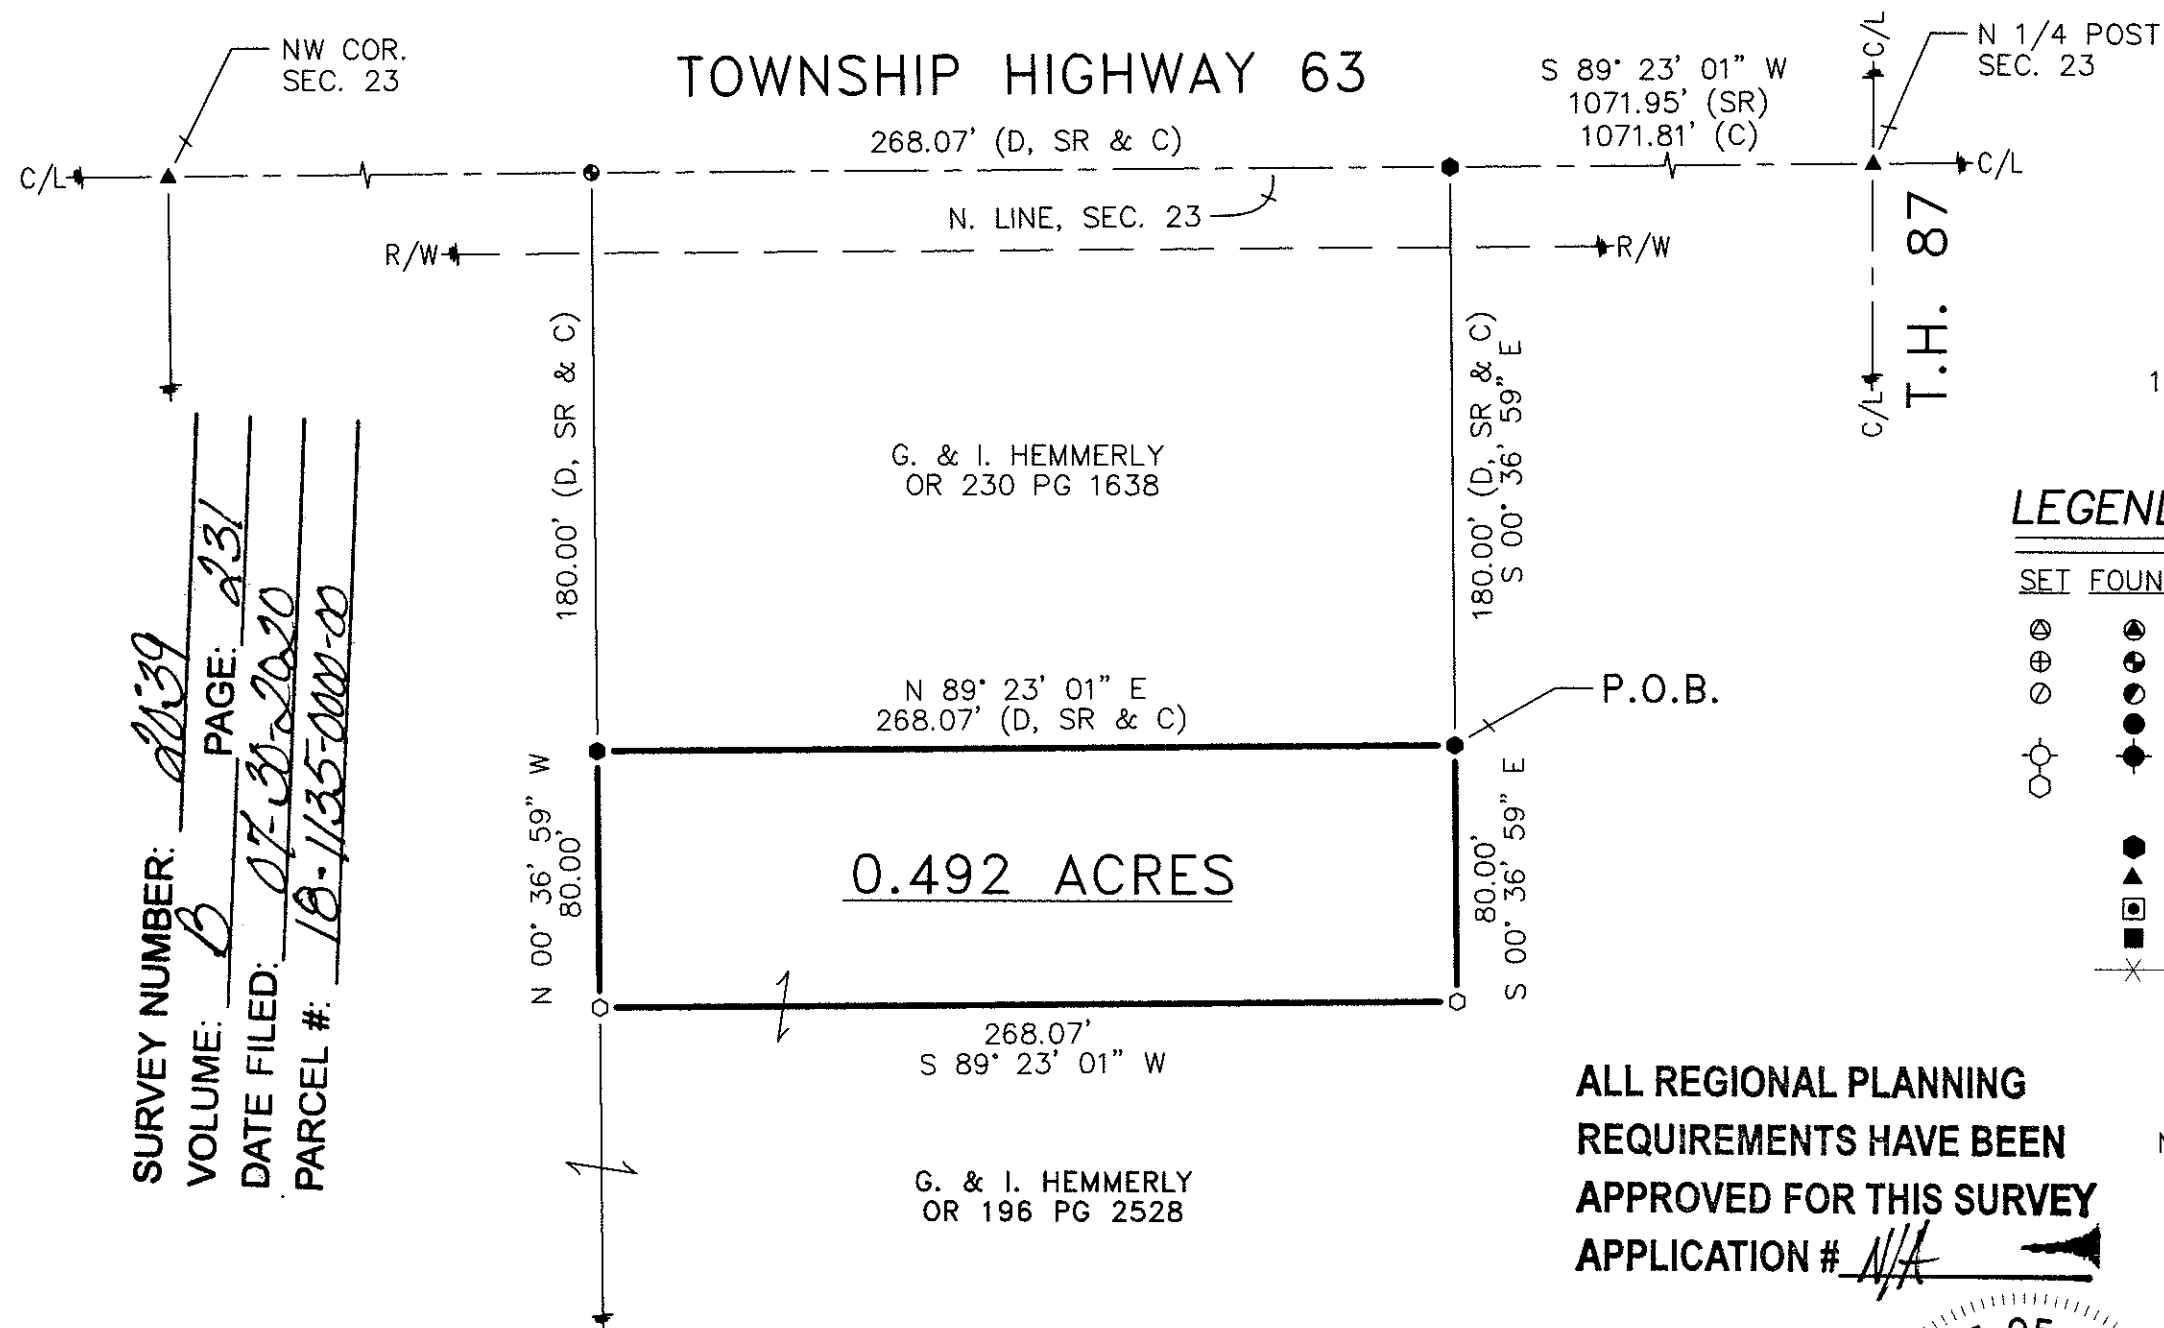 NW COR.
SEC. 23
TOWNSHIP HIGHWAY 63
S 89° 23' 01" W
1071.95' (SR)
1071.81' (C)
N 1/4 POST
SEC. 23
C/L
268.07' (D, SR & C)
C/L
C/L
N. LINE, SEC. 23
R/W
R/W
T.H. 87
C/L
1
180.00' (D, SR & C)
180.00' (D, SR & C)
S 00° 36' 59" E
G. & I. HEMMERLY
OR 230 PG 1638
LEGEND
SET FOUN
N 89° 23' 01" E
268.07' (D, SR & C)
P.O.B.
N 00° 36' 59" W
80.00'
0.492 ACRES
80.00'
S 00° 36' 59" E
268.07'
S 89° 23' 01" W
G. & I. HEMMERLY
OR 196 PG 2528
SURVEY NUMBER:
VOLUME: B PAGE: 231
DATE FILED: 07-30-2020
PARCEL #: 18-1135-000-00
ALL REGIONAL PLANNING
REQUIREMENTS HAVE BEEN
APPROVED FOR THIS SURVEY
APPLICATION # N/A